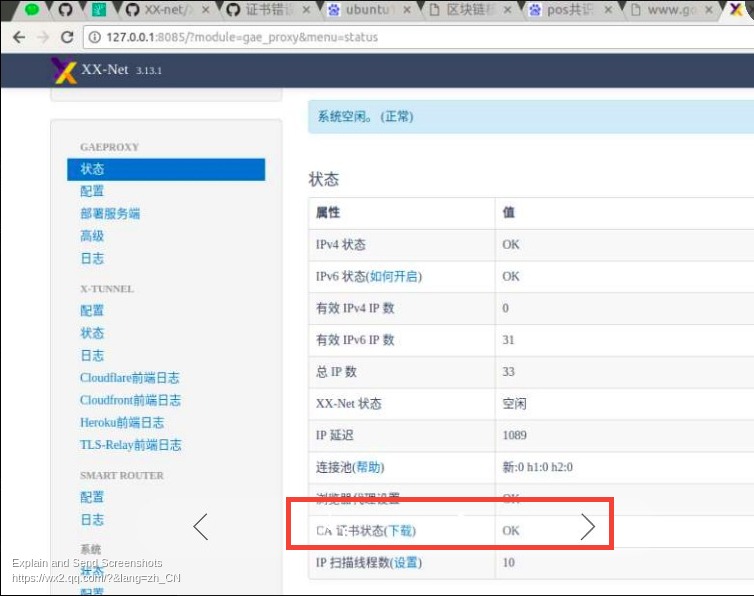 XX-net/
证书错误
ubuntu
区块链
pos共识
www.go
127.0.0.1:8085/?module=gae_proxy&menu=status
XX-Net 3.13.1
GAEPROXY
状态
配置
部署服务端
高级
日志
X-TUNNEL
配置
状态
日志
Cloudflare前端日志
Cloudfront前端日志
Heroku前端日志
TLS-Relay前端日志
SMART ROUTER
配置
日志
系统
状态
配置
系统空闲。 (正常)
状态
属性 值
IPv4 状态 OK
IPv6 状态(如何开启) OK
有效 IPv4 IP 数 0
有效 IPv6 IP 数 31
总 IP 数 33
XX-Net 状态 空闲
IP 延迟 1089
连接池(帮助) 新:0 h1:0 h2:0
浏览器代理设置 OK
CA 证书状态(下载) OK
IP 扫描线程数(设置) 10
Explain and Send Screenshots
https://wx2.qq.com/?&lang=zh_CN